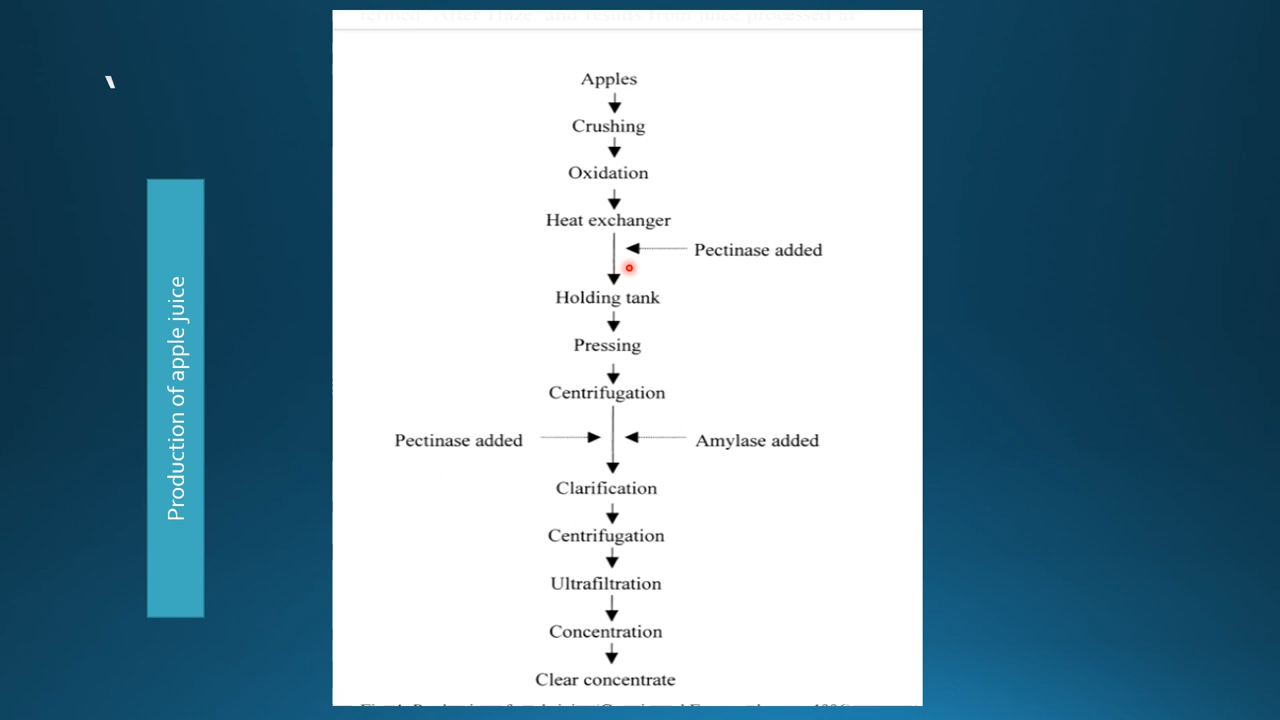 Production of apple juice
Apples
Crushing
Oxidation
Heat exchanger
Pectinase added
Holding tank
Pressing
Centrifugation
Pectinase added
Amylase added
Clarification
Centrifugation
Ultrafiltration
Concentration
Clear concentrate